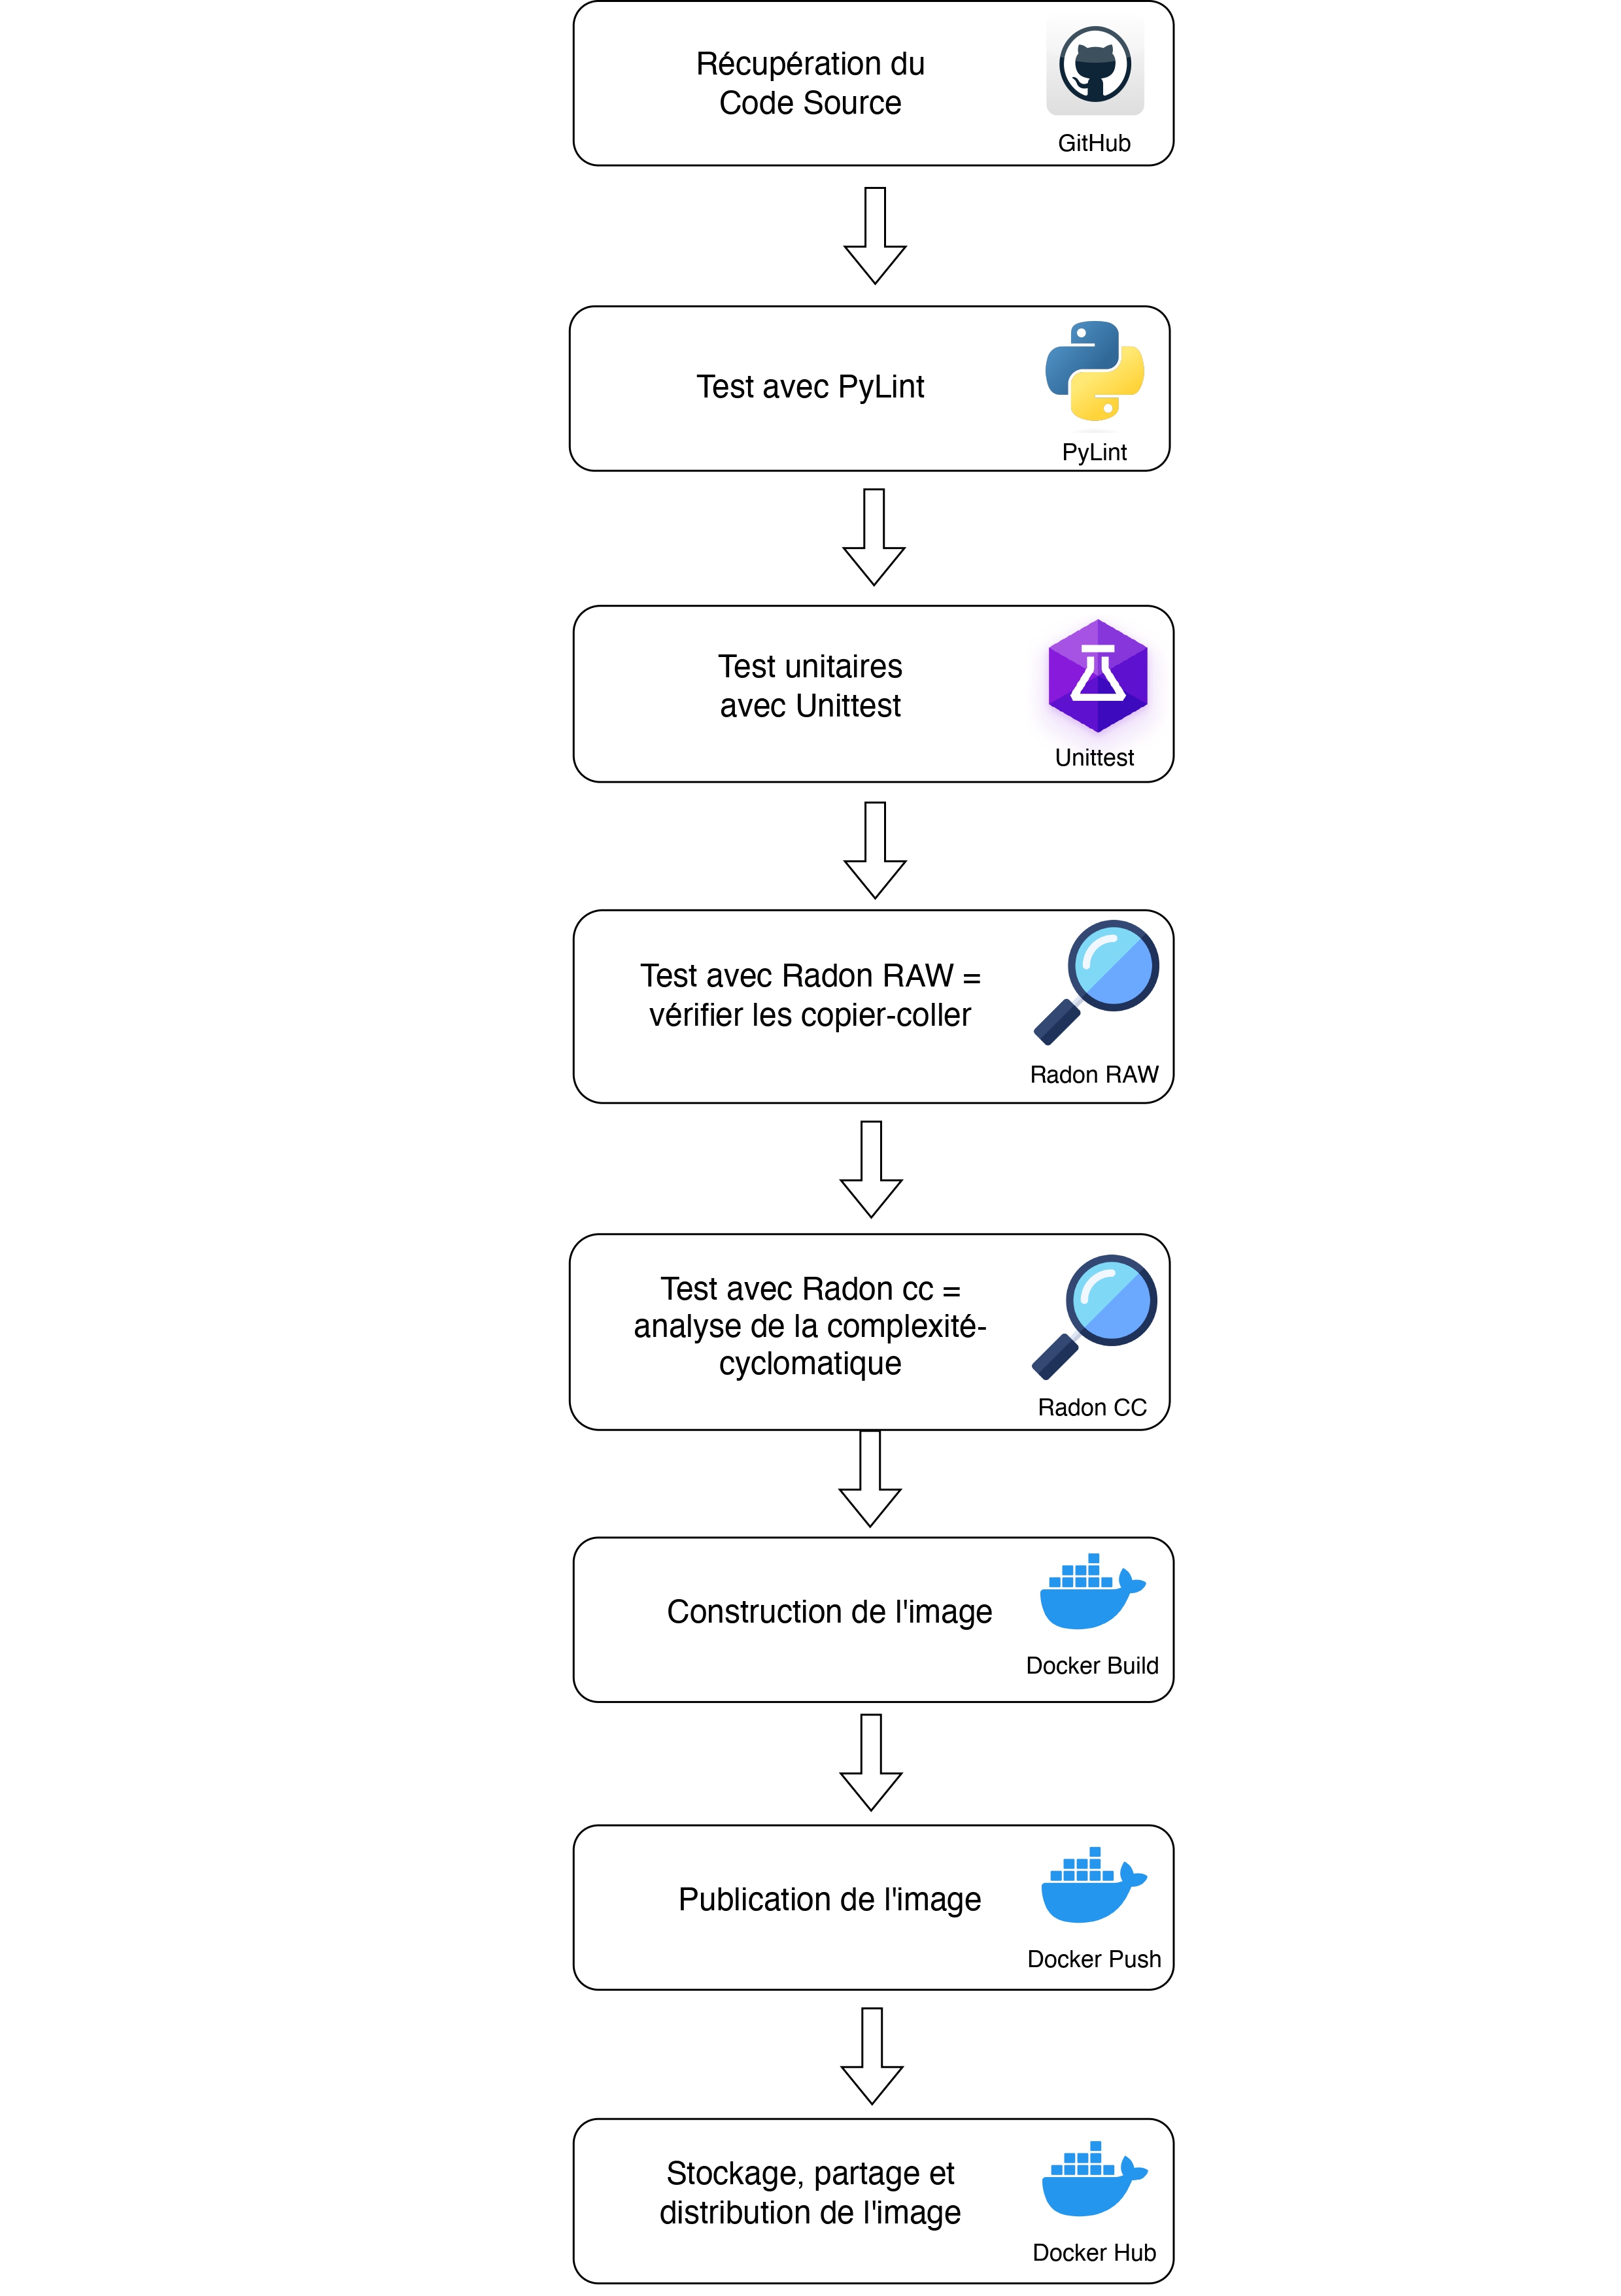 Récupération du
Code Source
GitHub
Test avec PyLint
PyLint
Test unitaires
avec Unittest
Unittest
Test avec Radon RAW =
vérifier les copier-coller
Radon RAW
Test avec Radon cc =
analyse de la complexité-
cyclomatique
Radon CC
Construction de l'image
Docker Build
Publication de l'image
Docker Push
Stockage, partage et
distribution de l'image
Docker Hub